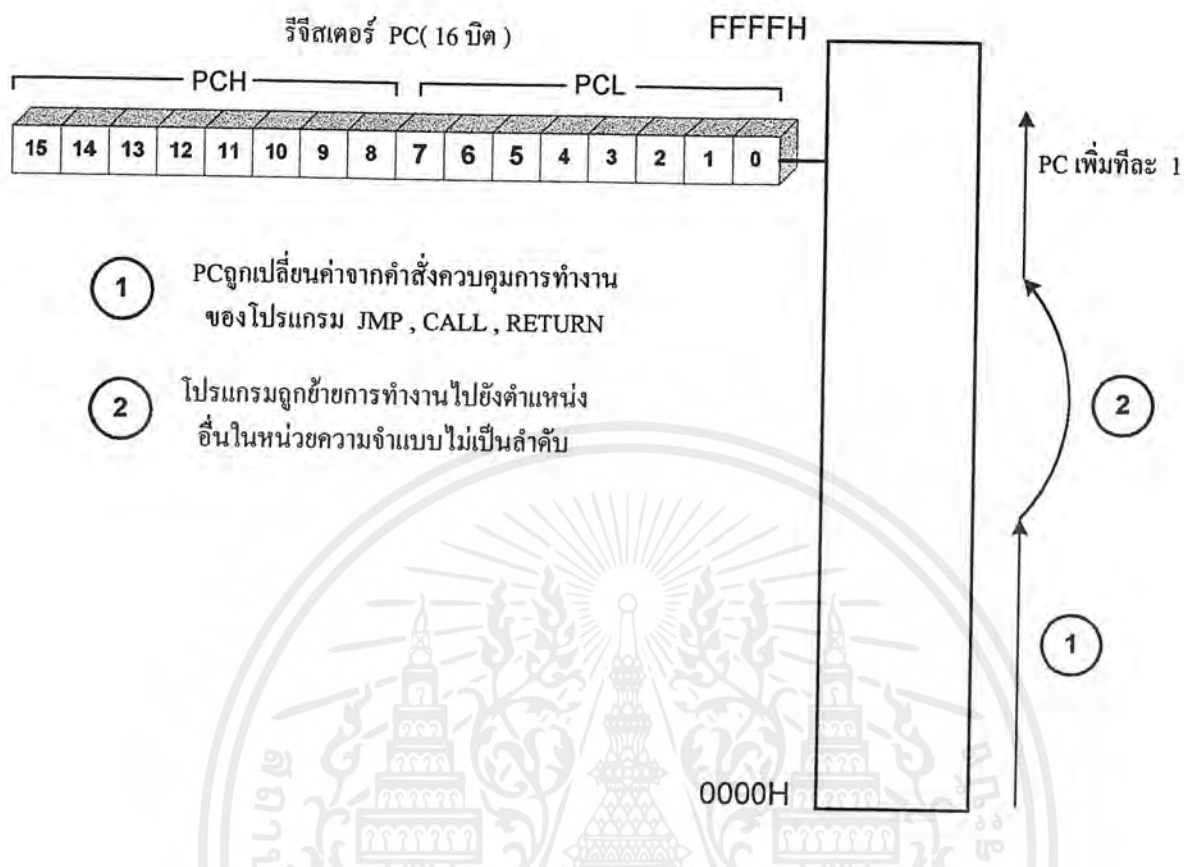 รีจีสเตอร์ PC( 16 บิต )
FFFFH
PCH
PCL
15 14 13 12 11 10 9 8 7 6 5 4 3 2 1 0
PC เพิ่มทีละ 1
1
PCถูกเปลี่ยนค่าจากคำสั่งควบคุมการทำงาน
ของโปรแกรม JMP , CALL , RETURN
2
โปรแกรมถูกย้ายการทำงานไปยังตำแหน่ง
อื่นในหน่วยความจำแบบไม่เป็นลำดับ
2
1
0000H